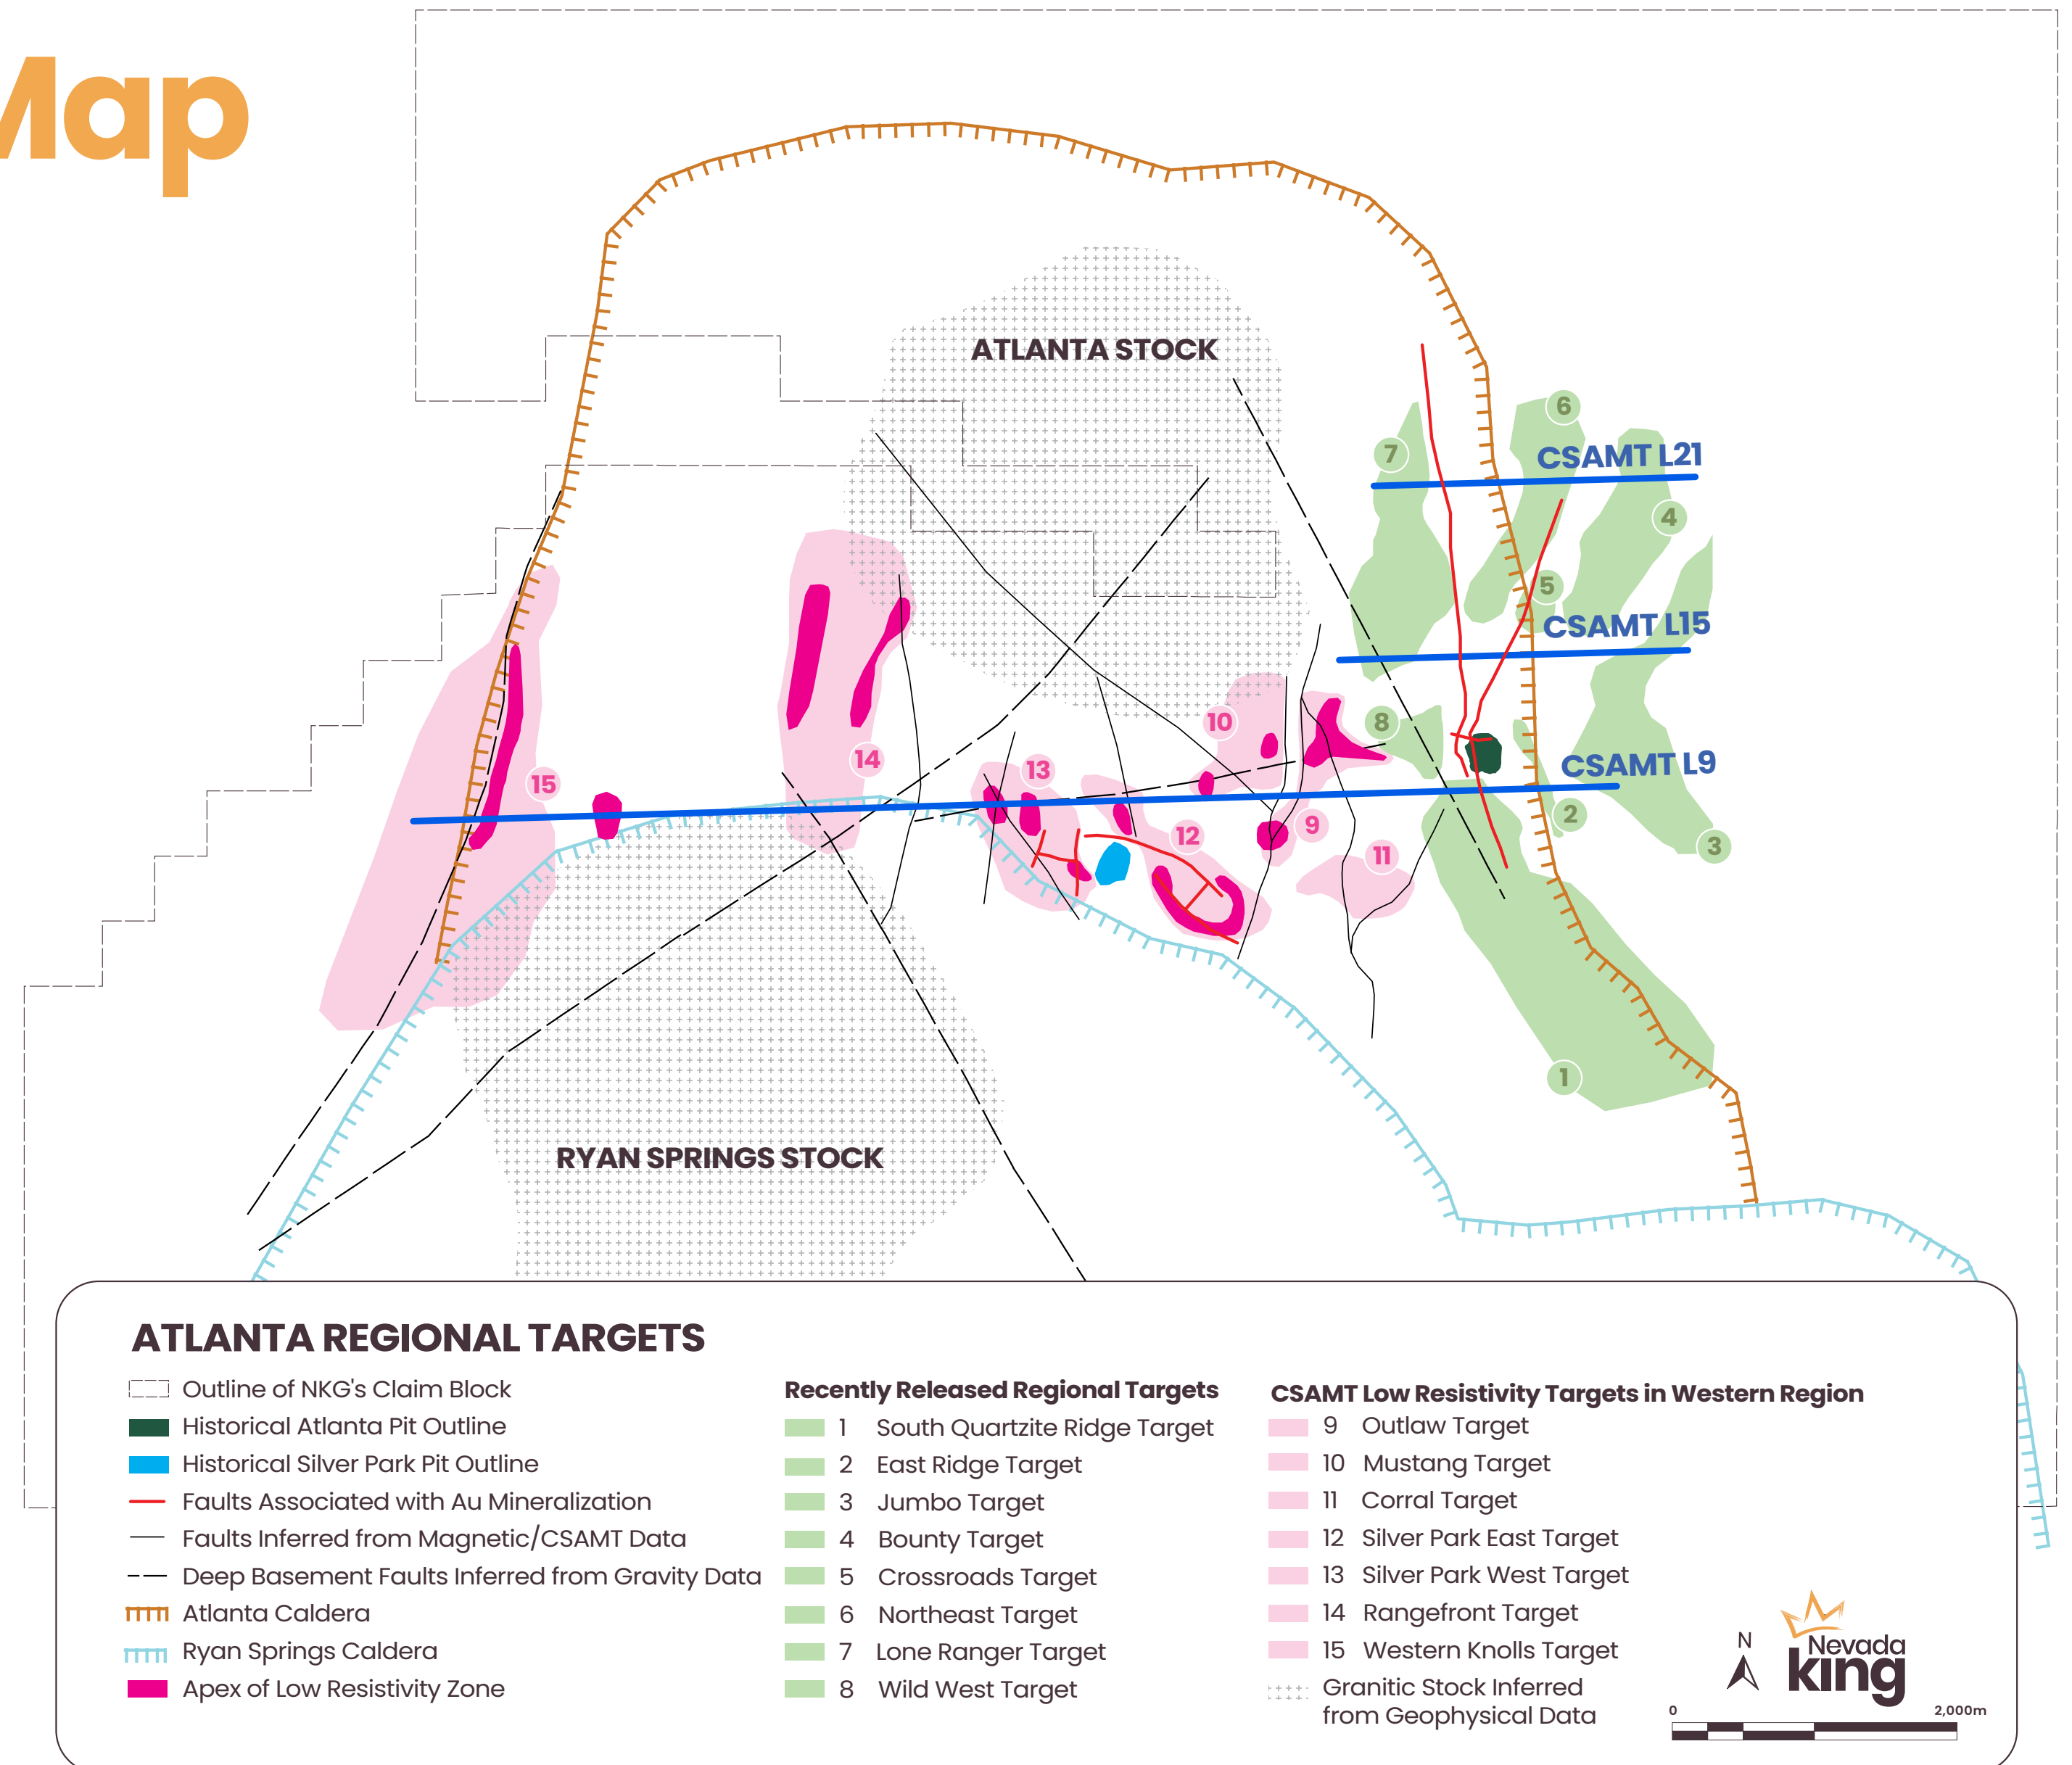 Map
ATLANTA STOCK
6
7
CSAMT L21
4
5
CSAMT L15
10
8
14
13
CSAMT L9
15
2
9
12
3
11
1
RYAN SPRINGS STOCK
ATLANTA REGIONAL TARGETS
Outline of NKG's Claim Block
Historical Atlanta Pit Outline
Historical Silver Park Pit Outline
Faults Associated with Au Mineralization
Faults Inferred from Magnetic/CSAMT Data
Deep Basement Faults Inferred from Gravity Data
Atlanta Caldera
Ryan Springs Caldera
Apex of Low Resistivity Zone
Recently Released Regional Targets
1 South Quartzite Ridge Target
2 East Ridge Target
3 Jumbo Target
4 Bounty Target
5 Crossroads Target
6 Northeast Target
7 Lone Ranger Target
8 Wild West Target
CSAMT Low Resistivity Targets in Western Region
9 Outlaw Target
10 Mustang Target
11 Corral Target
12 Silver Park East Target
13 Silver Park West Target
14 Rangefront Target
15 Western Knolls Target
Granitic Stock Inferred
from Geophysical Data
N
Nevada
king
0 2,000m